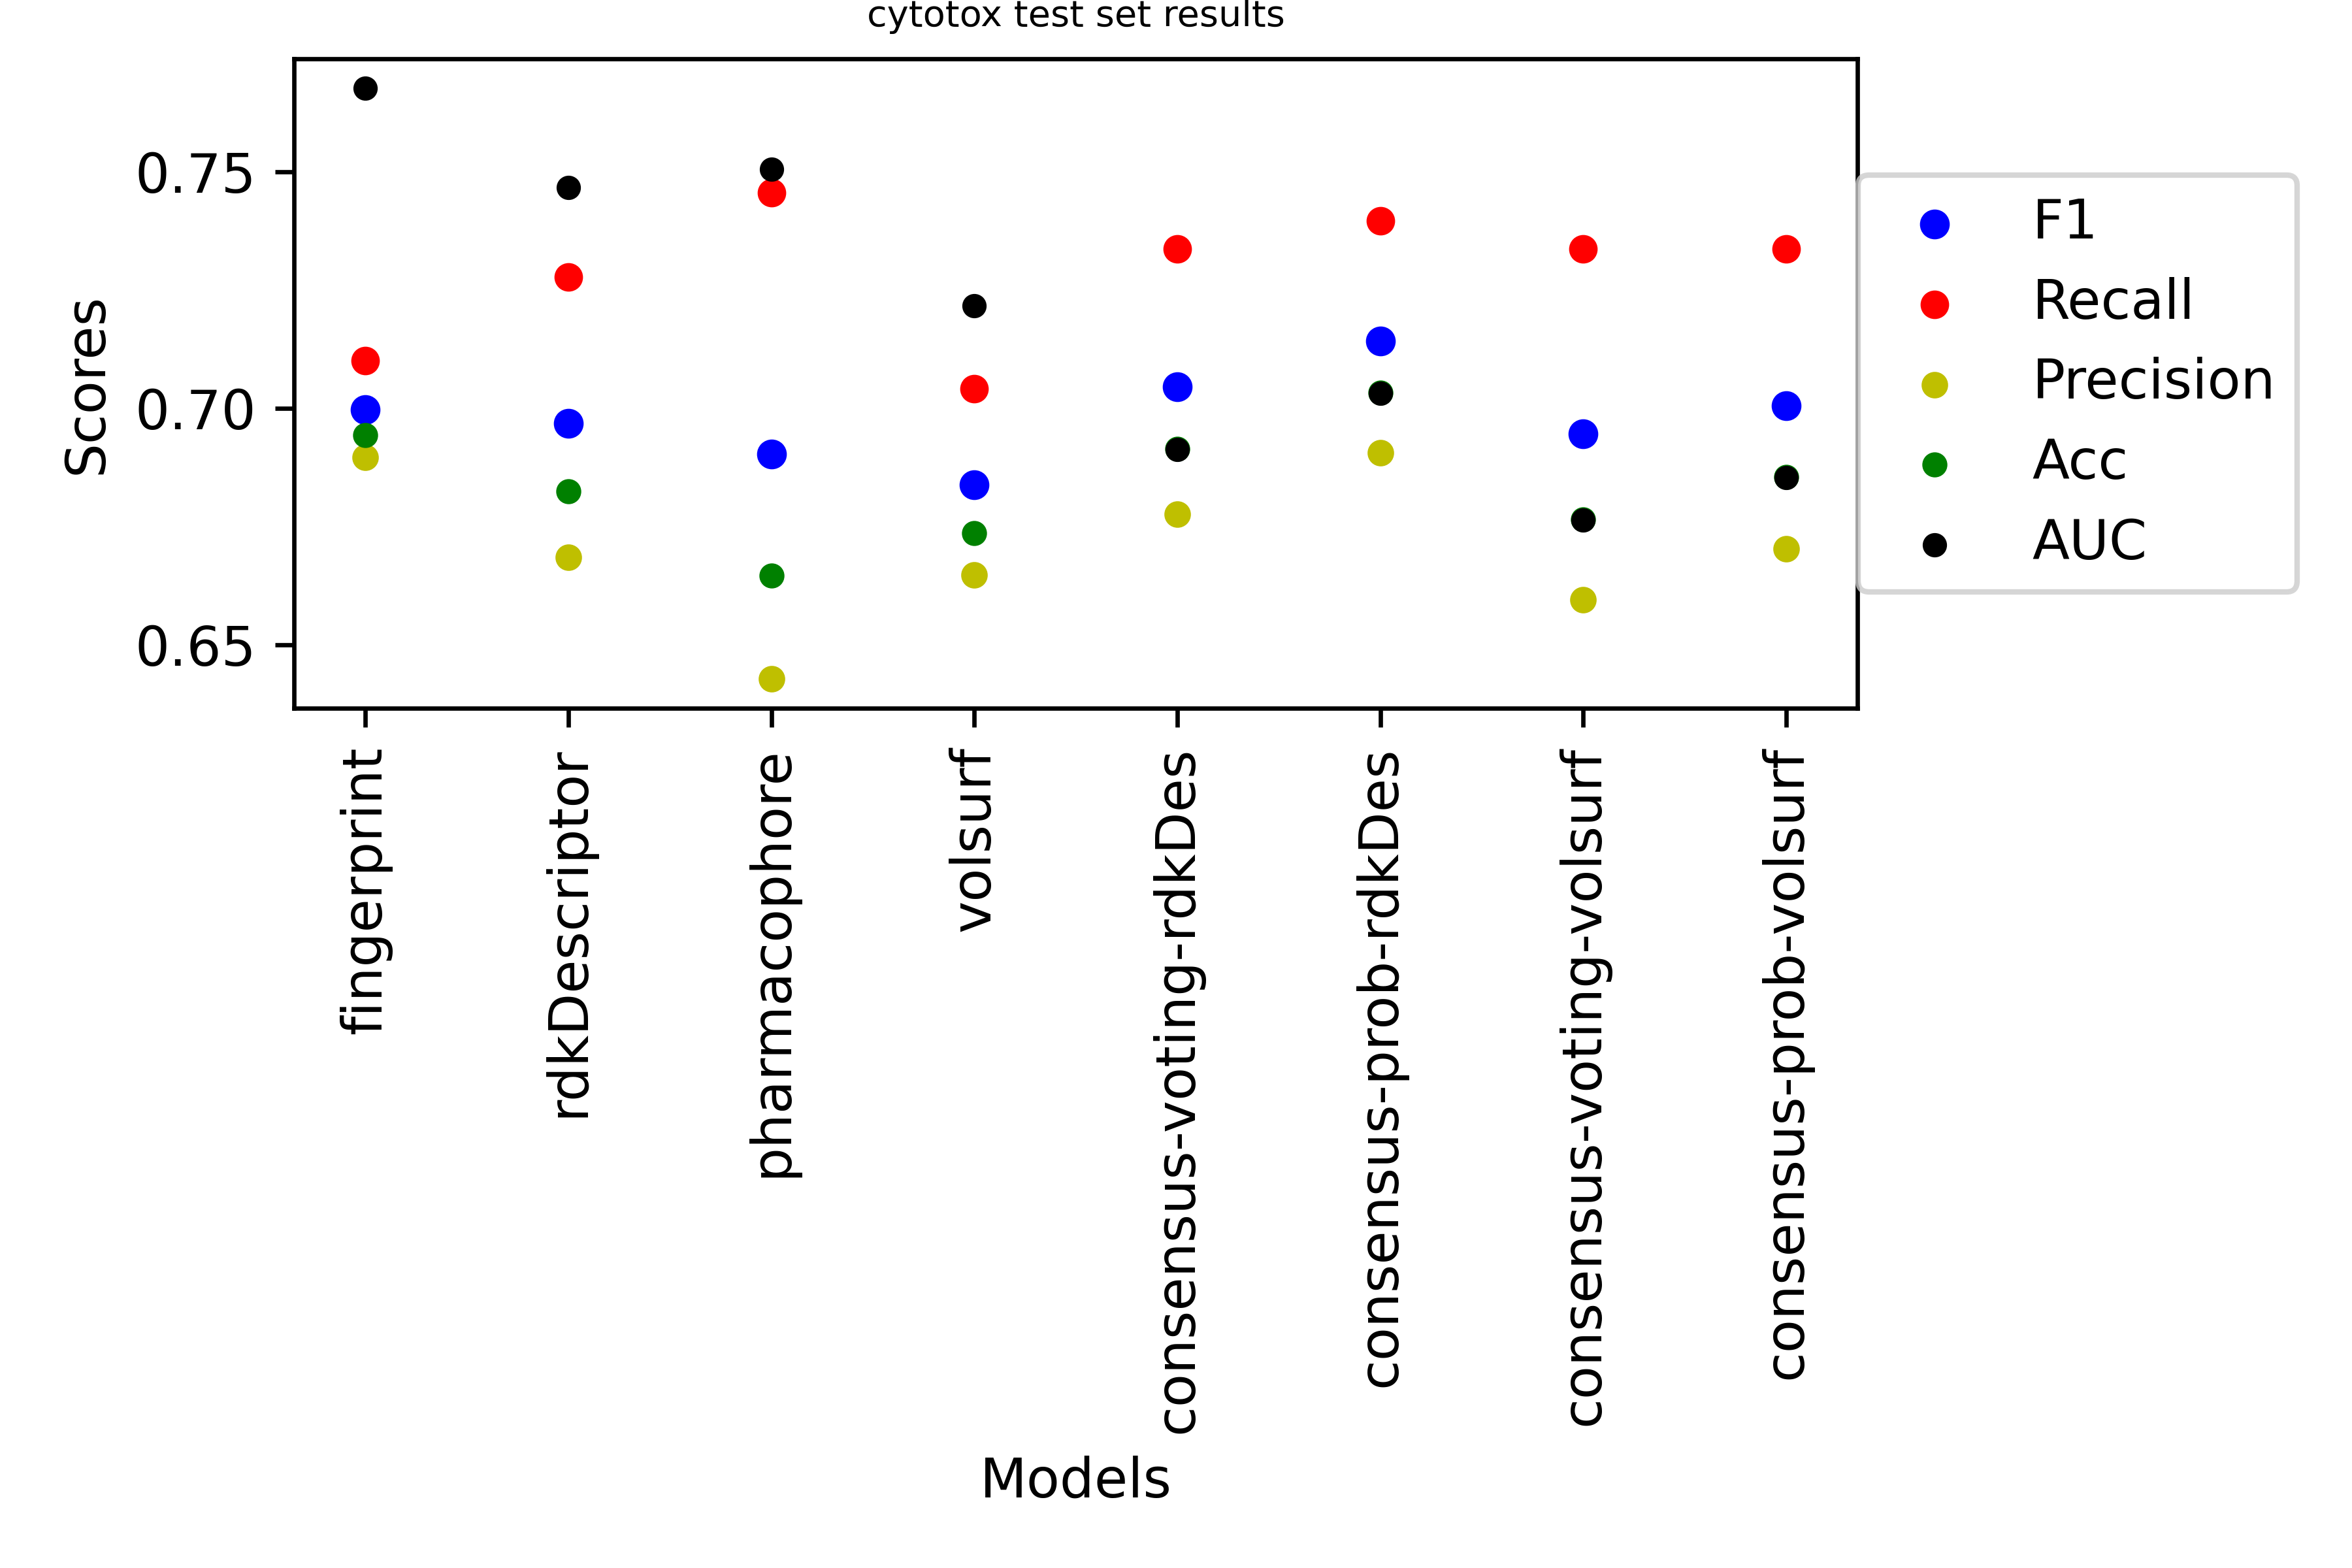 cytotox test set results
Scores
0.75
0.70
0.65
F1
Recall
Precision
Acc
AUC
fingerprint
rdkDescriptor
pharmacophore
volsurf
consensus-voting-rdkDes
consensus-prob-rdkDes
consensus-voting-volsurf
consensus-prob-volsurf
Models